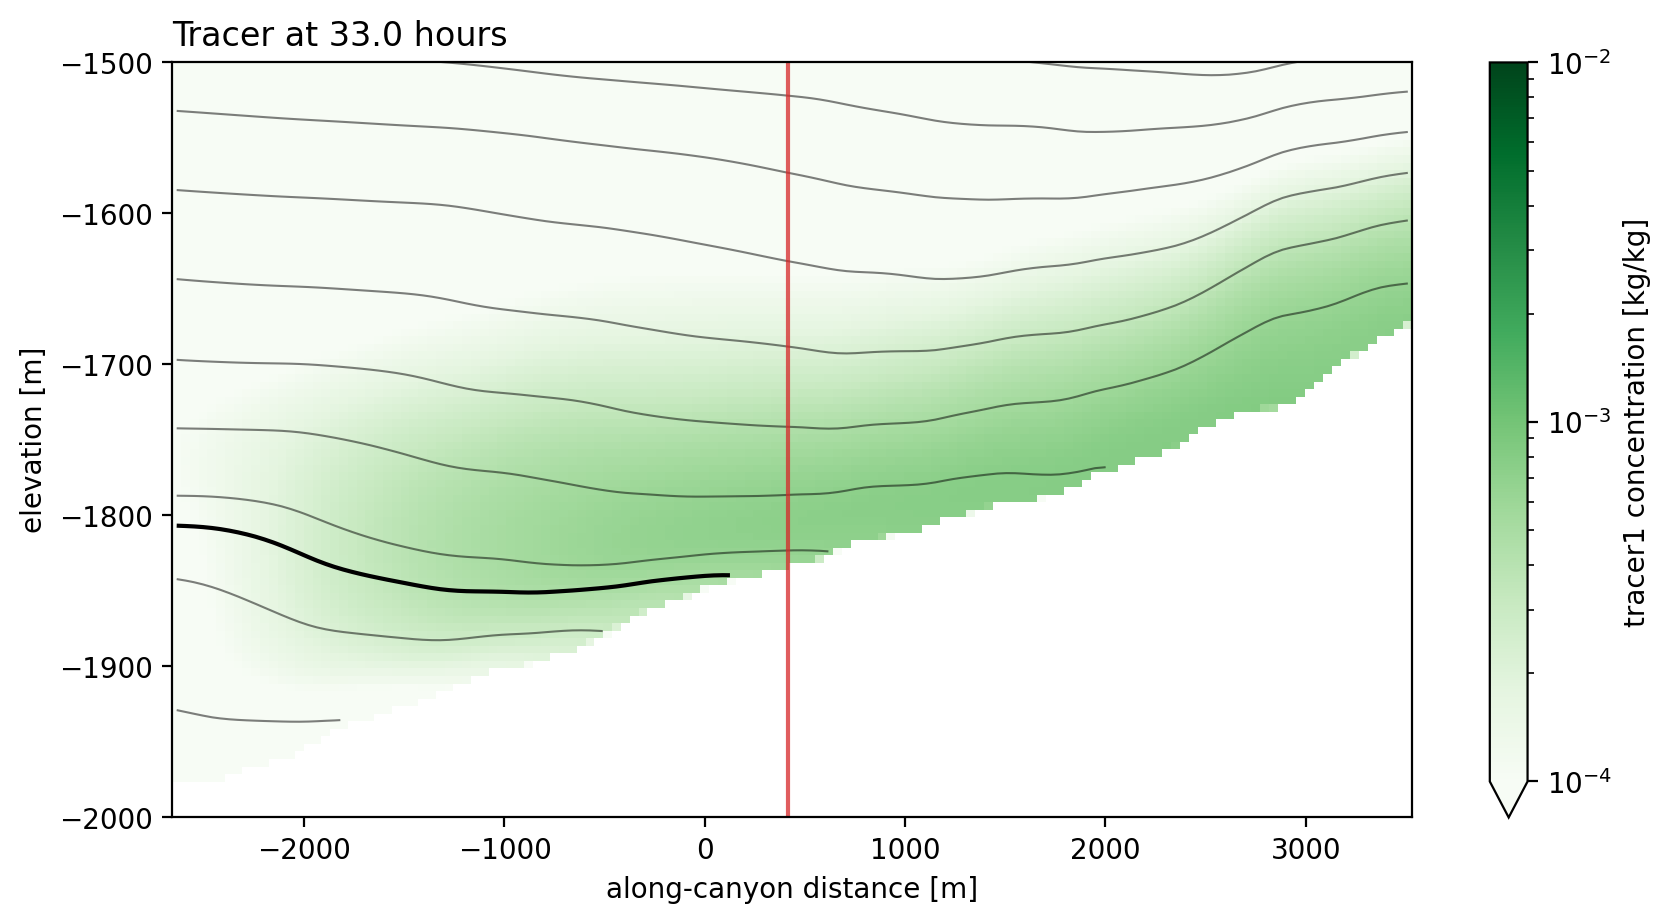 Tracer at 33.0 hours
−1500
−1600
−1700
−1800
−1900
−2000
elevation [m]
−2000 −1000 0 1000 2000 3000
along-canyon distance [m]
10⁻²
10⁻³
10⁻⁴
tracer1 concentration [kg/kg]